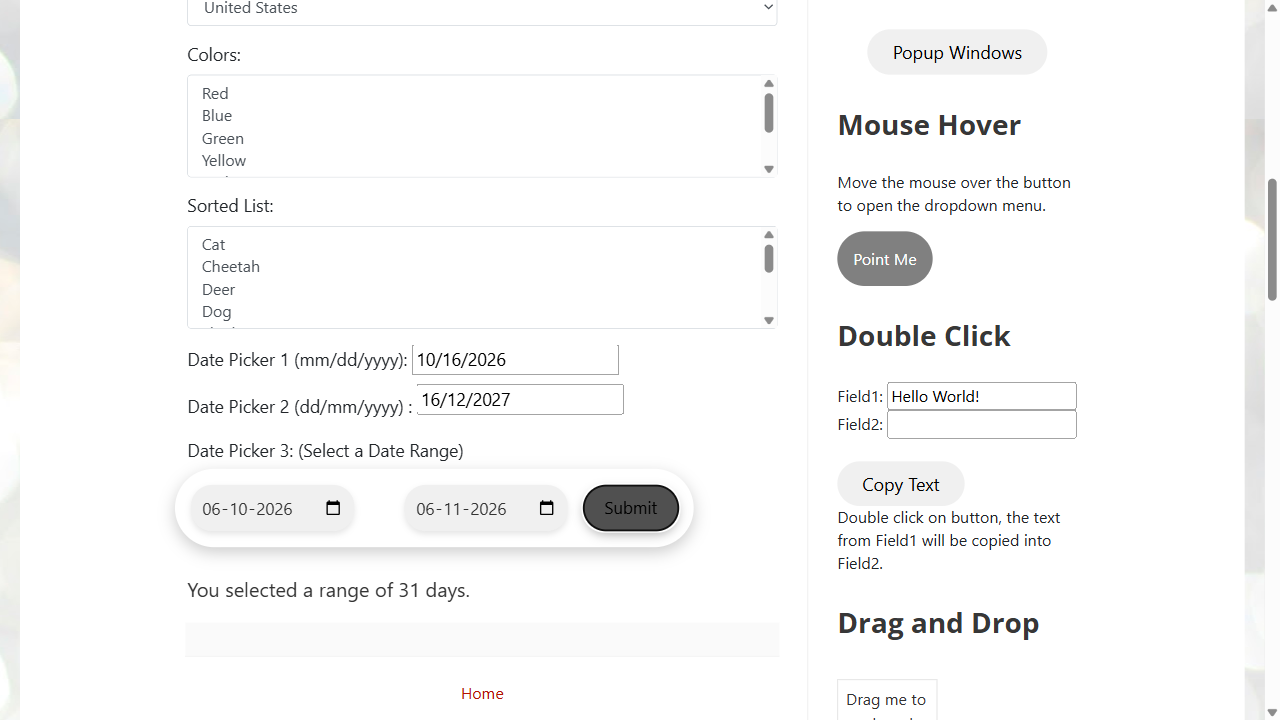 United States
Colors:
Red
Blue
Green
Yellow
Sorted List:
Cat
Cheetah
Deer
Dog
Date Picker 1 (mm/dd/yyyy): 10/16/2026
Date Picker 2 (dd/mm/yyyy) : 16/12/2027
Date Picker 3: (Select a Date Range)
06-10-2026 06-11-2026 Submit
You selected a range of 31 days.
Home
Popup Windows
Mouse Hover
Move the mouse over the button
to open the dropdown menu.
Point Me
Double Click
Field1: Hello World!
Field2:
Copy Text
Double click on button, the text
from Field1 will be copied into
Field2.
Drag and Drop
Drag me to